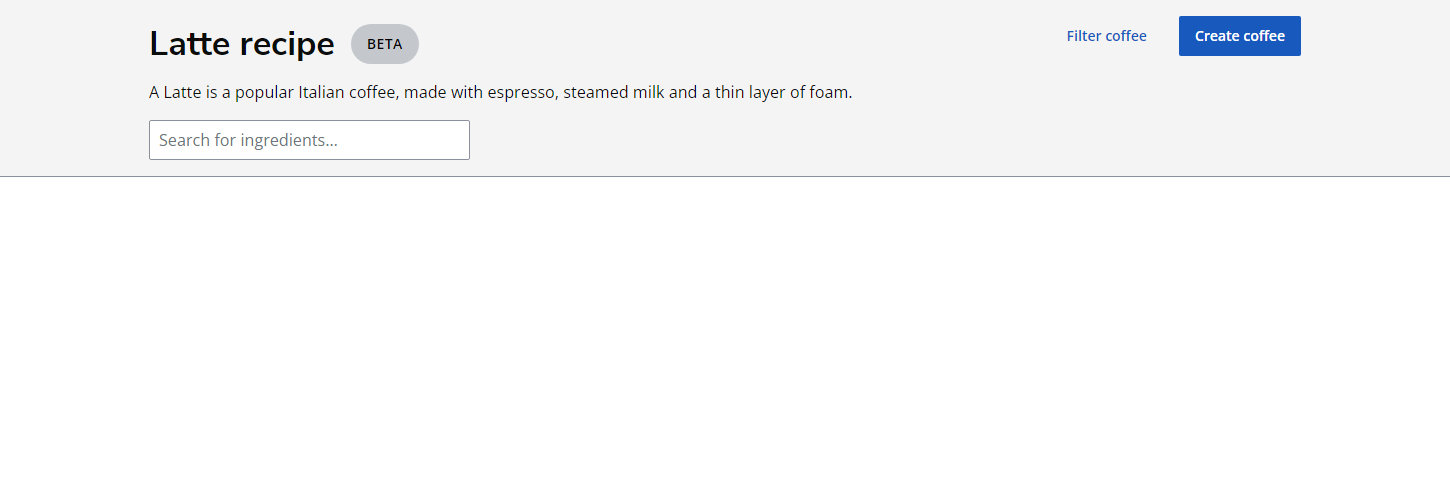 Latte recipe
BETA
Filter coffee
Create coffee
A Latte is a popular Italian coffee, made with espresso, steamed milk and a thin layer of foam.
Search for ingredients...